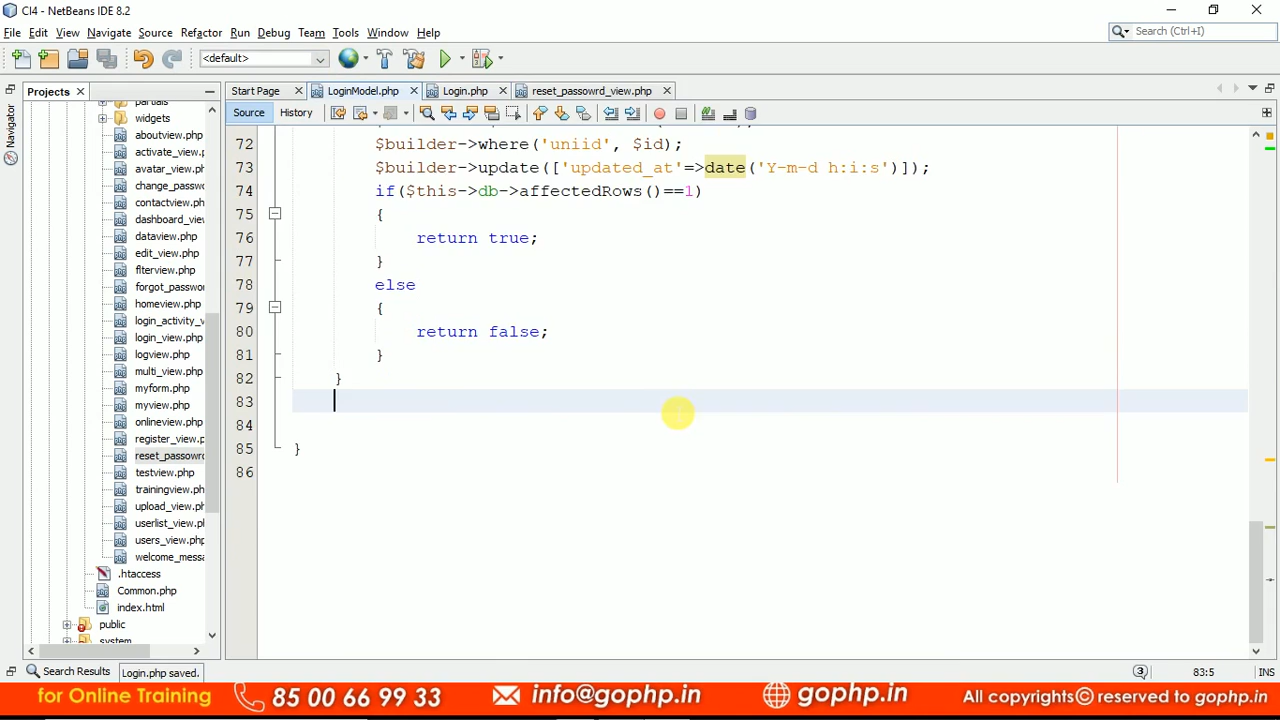 CI4 - NetBeans IDE 8.2
File Edit View Navigate Source Refactor Run Debug Team Tools Window Help
Search (Ctrl+I)
<default>
Projects
Start Page
LoginModel.php
Login.php
reset_passowrd_view.php
Source
History
Navigator
partials
widgets
aboutview.php
activate_view.php
avatar_view.php
change_passwo
contactview.php
dashboard_view
dataview.php
edit_view.php
flterview.php
forgot_passwo
homeview.php
login_activity_v
login_view.php
logview.php
multi_view.php
myform.php
myview.php
onlineview.php
register_view.p
reset_passowrd
testview.php
trainingview.php
upload_view.php
userlist_view.ph
users_view.php
welcome_messa
.htaccess
Common.php
index.html
public
system
72 $builder->where('uniid', $id);
73 $builder->update(['updated_at'=>date('Y-m-d h:i:s')]);
74 if($this->db->affectedRows()==1)
75 {
76 return true;
77 }
78 else
79 {
80 return false;
81 }
82 }
83
84
85 }
86
Search Results
Login.php saved.
83:5
INS
for Online Training 85 00 66 99 33 info@gophp.in gophp.in All copyrights© reserved to gophp.in